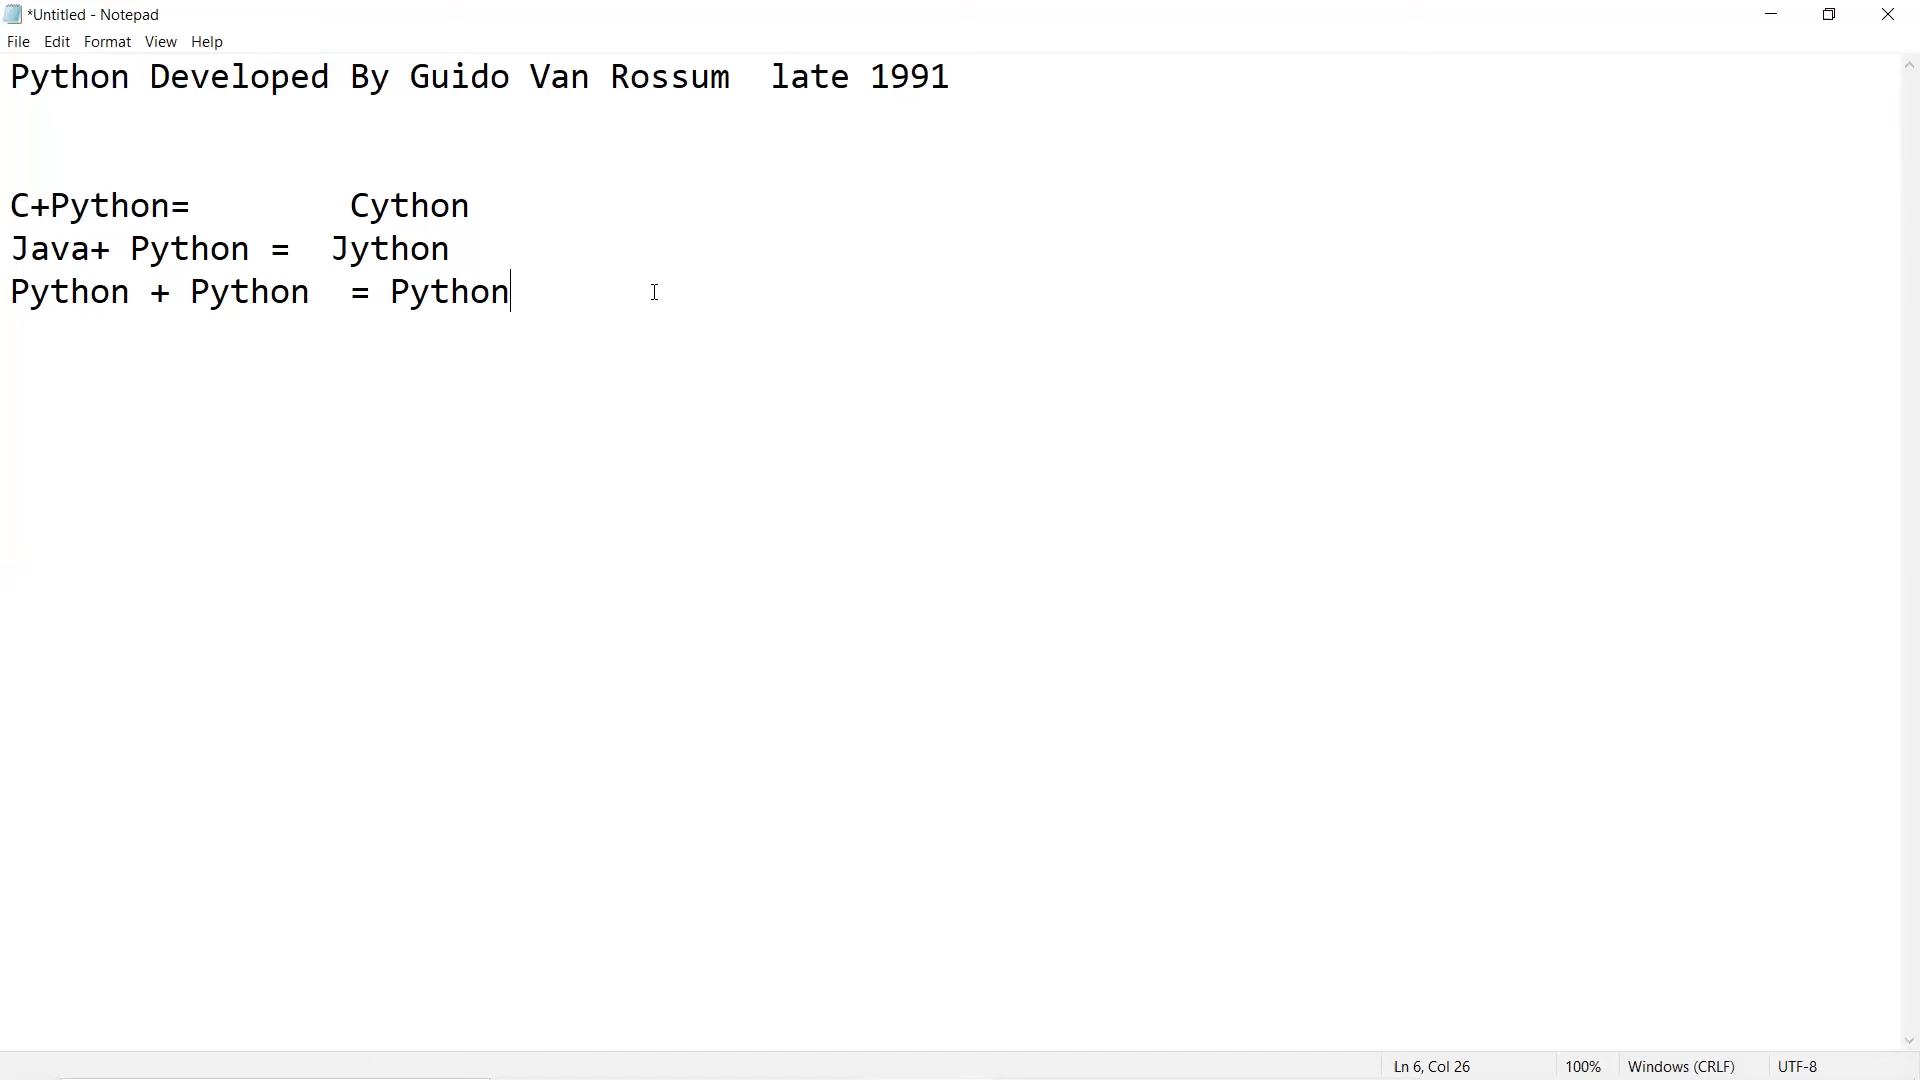 *Untitled - Notepad
File Edit Format View Help
Python Developed By Guido Van Rossum  late 1991
C+Python=        Cython
Java+ Python =  Jython
Python + Python  = Python
Ln 6, Col 26 100% Windows (CRLF) UTF-8